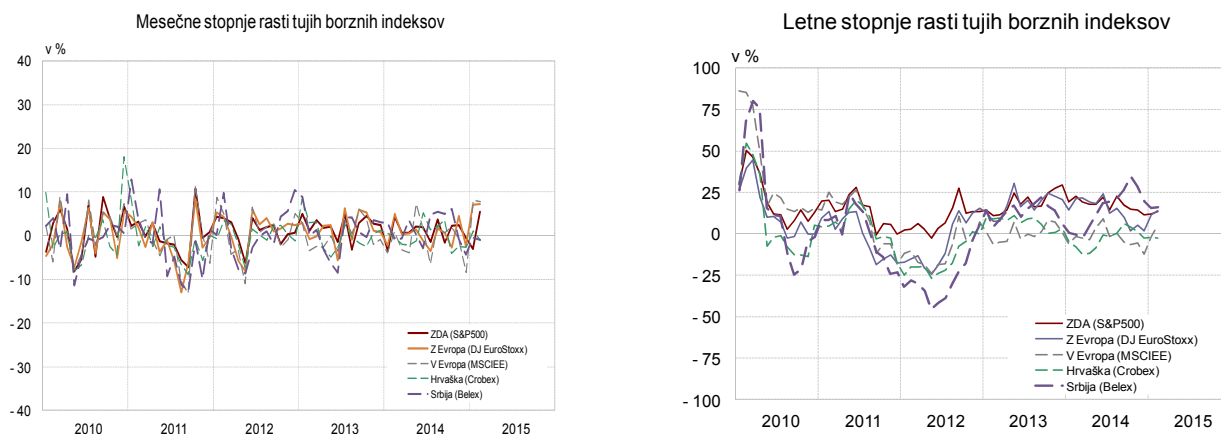 Mesečne stopnje rasti tujih borznih indeksov
v %
40
30
20
10
0
- 10
- 20
- 30
- 40
2010 2011 2012 2013 2014 2015
ZDA (S&P500)
Z Evropa (DJ EuroStoxx)
V Evropa (MSCIEE)
Hrvaška (Crobex)
Srbija (Belex)
Letne stopnje rasti tujih borznih indeksov
v %
100
75
50
25
0
- 25
- 50
- 75
- 100
2010 2011 2012 2013 2014 2015
ZDA (S&P500)
Z Evropa (DJ EuroStoxx)
V Evropa (MSCIEE)
Hrvaška (Crobex)
Srbija (Belex)